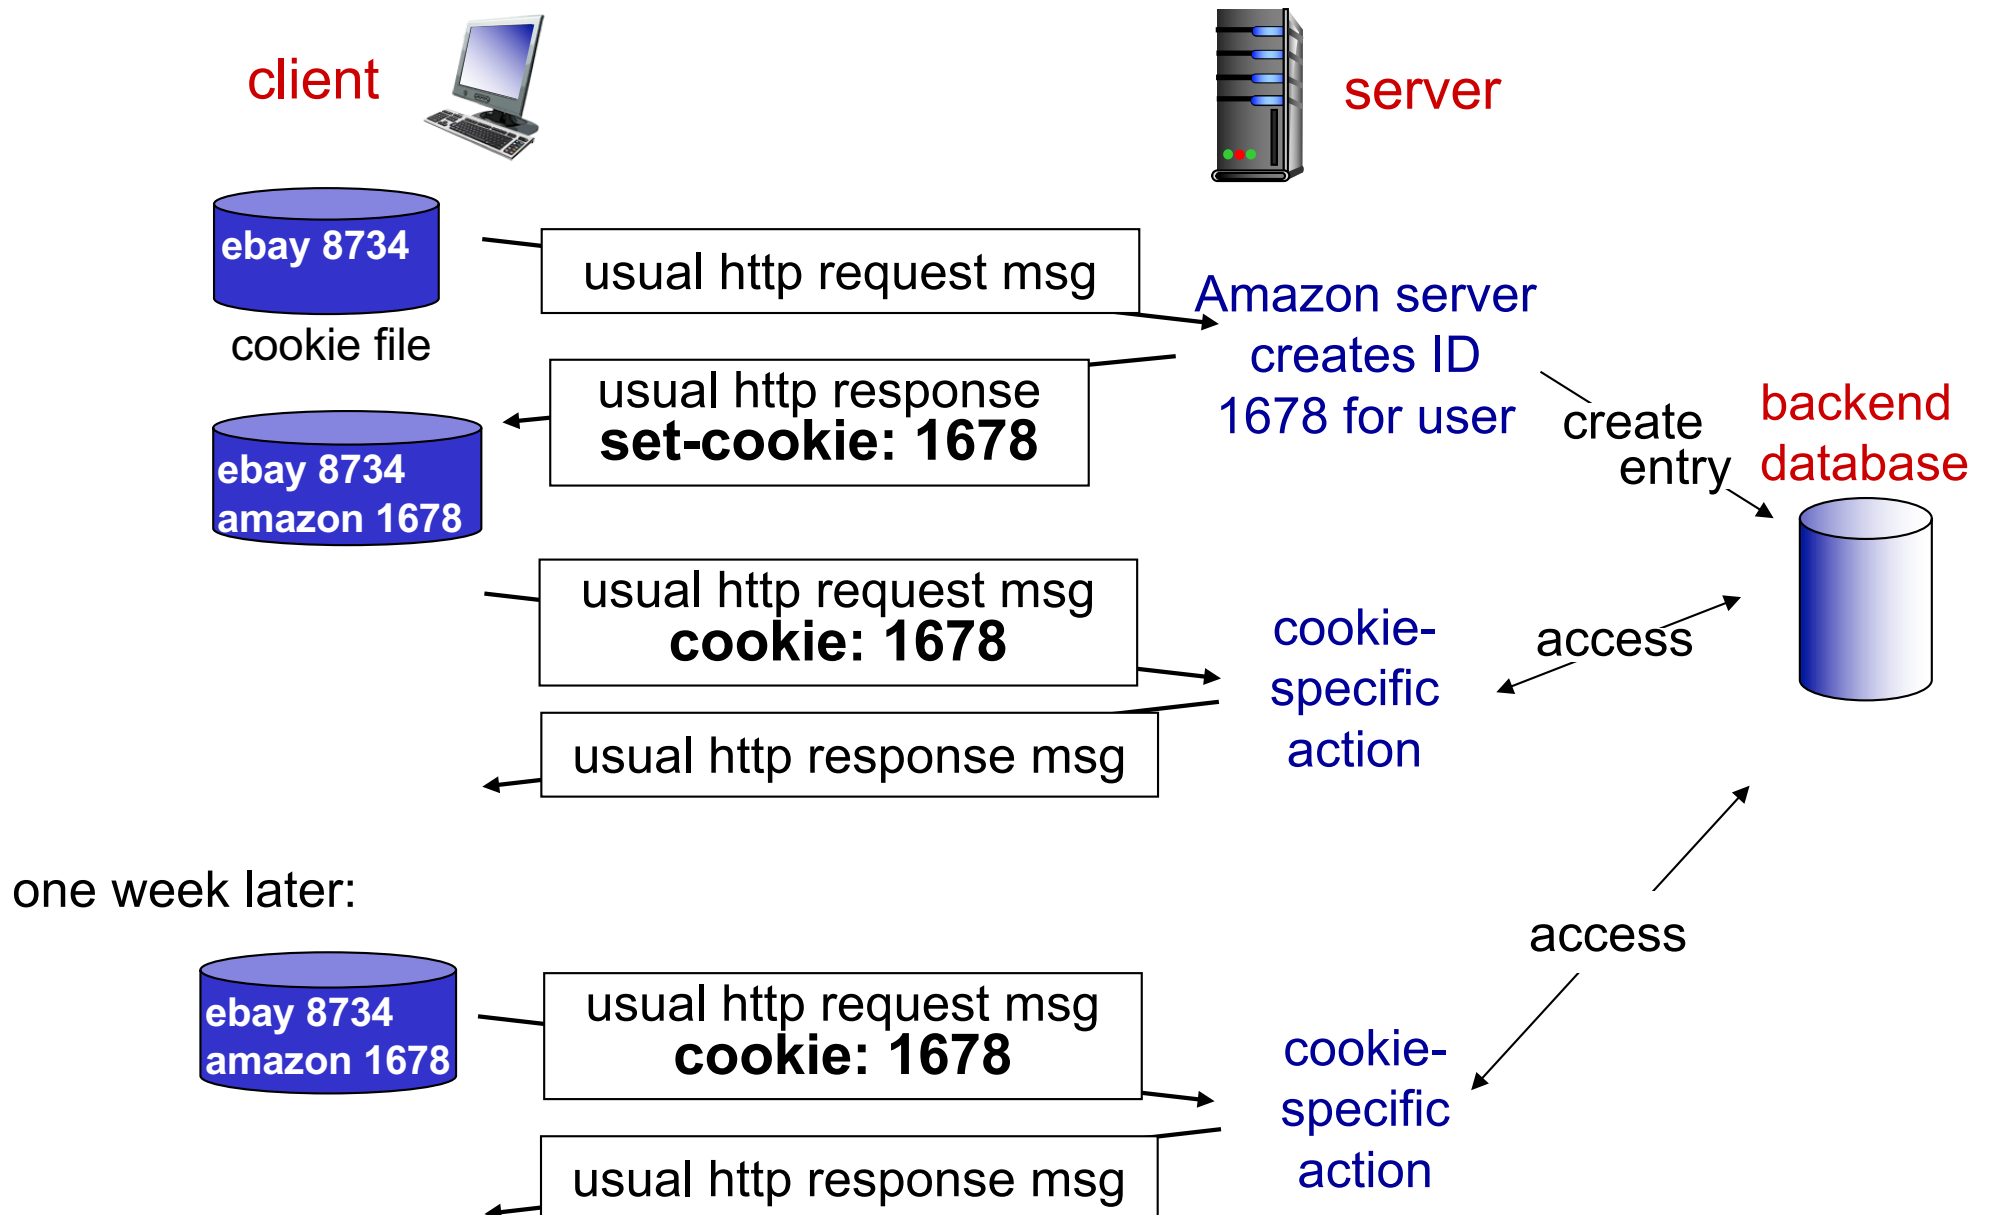 client
server
ebay 8734
cookie file
usual http request msg
Amazon server
creates ID
1678 for user
usual http response
set-cookie: 1678
create
entry
backend
database
ebay 8734
amazon 1678
usual http request msg
cookie: 1678
cookie-
specific
action
access
usual http response msg
one week later:
access
ebay 8734
amazon 1678
usual http request msg
cookie: 1678
cookie-
specific
action
usual http response msg